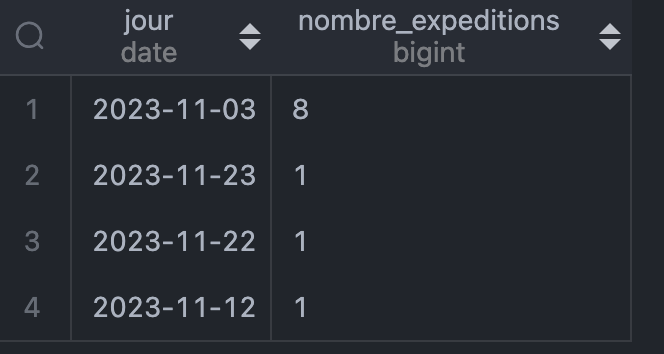 jour nombre_expeditions
date bigint
1 2023-11-03 8
2 2023-11-23 1
3 2023-11-22 1
4 2023-11-12 1